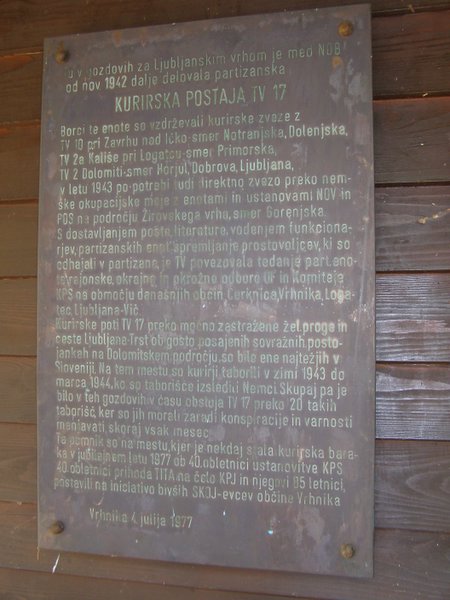 Tu v gozdovih za Ljubljanskim vrhom je med NOB
od nov 1942 dalje delovala partizanska
KURIRSKA POSTAJA TV 17
Borci te enote so vzdrževali kurirske zveze z
TV 10 pri Zavrhu nad Iško-smer Notranjska, Dolenjska,
TV 2a Kališe pri Logatcu-smer Primorska,
TV 2 Dolomiti-smer Horjul, Dobrova, Ljubljana,
v letu 1943 po potrebi tudi direktno zvezo preko nem-
ške okupacijske meje z enotami in ustanovami NOV in
POS na področju Žirovskega vrha, smer Gorenjska.
S dostavljanjem pošte, literature, vodenjem funkcionar-
jev, partizanskih enot, spremljanje prostovoljcev, ki so
odhajali v partizane, je TV povezovala tedanje part. eno-
te, rajonske, okrajne in okrožne odbore OF in Komiteja
KPS na območju današnjih občin Cerknica, Vrhnika, Loga-
tec, Ljubljana-Vič.
Kurirske poti TV 17 preko močno zastražene žel. proge in
ceste Ljubljana-Trst ob gosto posajenih sovražnih posto-
jankah na Dolomitskem področju, so bile ene najtežjih v
Sloveniji. Na tem mestu so kurirji taborili v zimi 1943 do
marca 1944, ko so taborišče izsledili Nemci. Skupaj pa je
bilo v teh gozdovih času obstoja TV 17 preko 20 takih
taborišč, ker so jih morali zaradi konspiracije in varnosti
menjavati skoraj vsak mesec.
Ta pomnik so na mestu, kjer je nekdaj stala kurirska bara-
ka v jubilejnem letu 1977 ob 40. obletnici ustanovitve KPS
40. obletnici prihoda TITA na čelo KPJ in njegovi 85 letnici,
postavili na iniciativo bivših SKOJ-evcev občine Vrhnika
Vrhnika 4 julija 1977